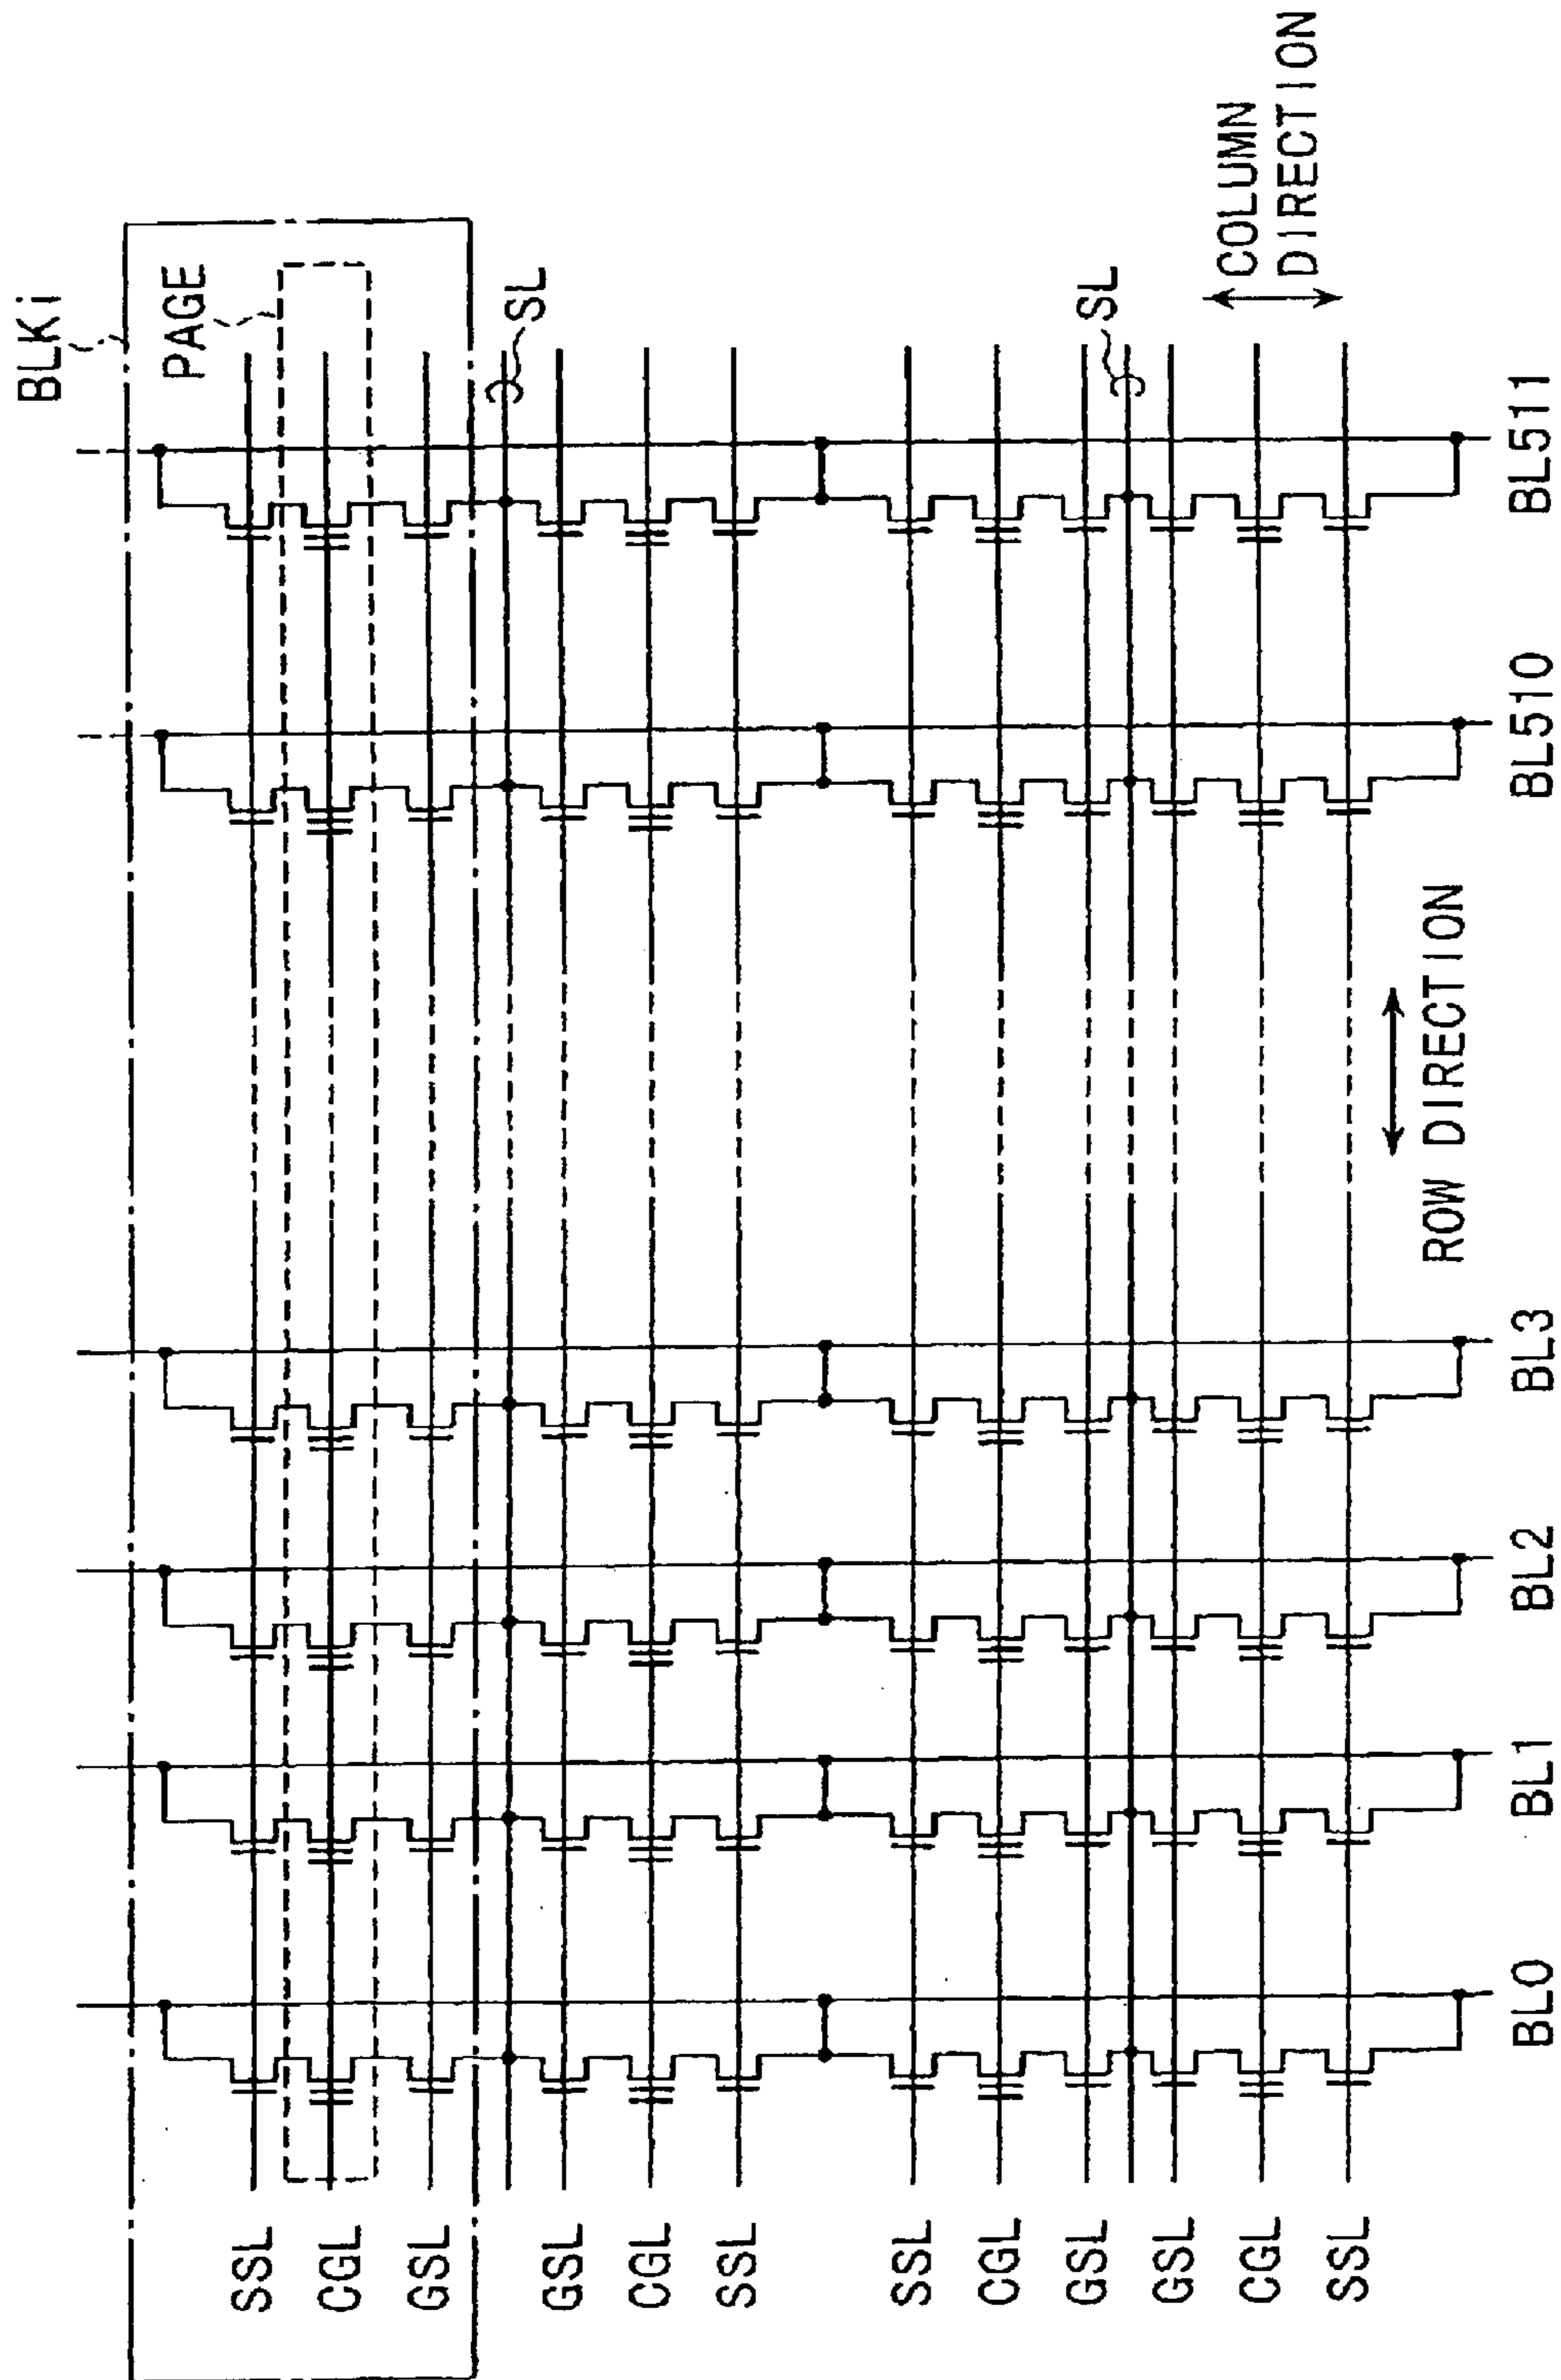 BLKi
PAGE
SSL
CGL
GSL
SL
GSL
CGL
SSL
SSL
CGL
GSL
SL
GSL
CGL
SSL
BL0
BL1
BL2
BL3
BL510
BL511
ROW DIRECTION
COLUMN
DIRECTION